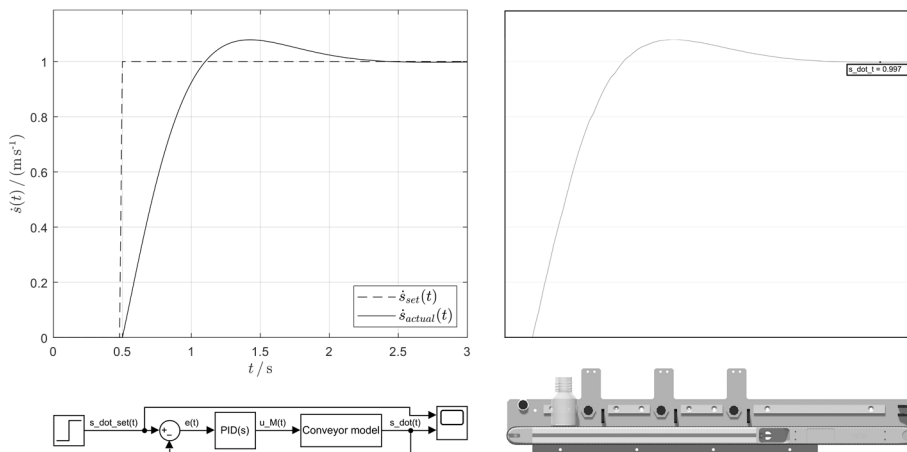 1
0.8
0.6
0.4
0.2
0
ṡ(t) / (m s⁻¹)
ṡ_set(t)
ṡ_actual(t)
0 0.5 1 1.5 2 2.5 3
t / s
s_dot_t = 0.997
s_dot_set(t) e(t) PID(s) u_M(t) Conveyor model s_dot(t)